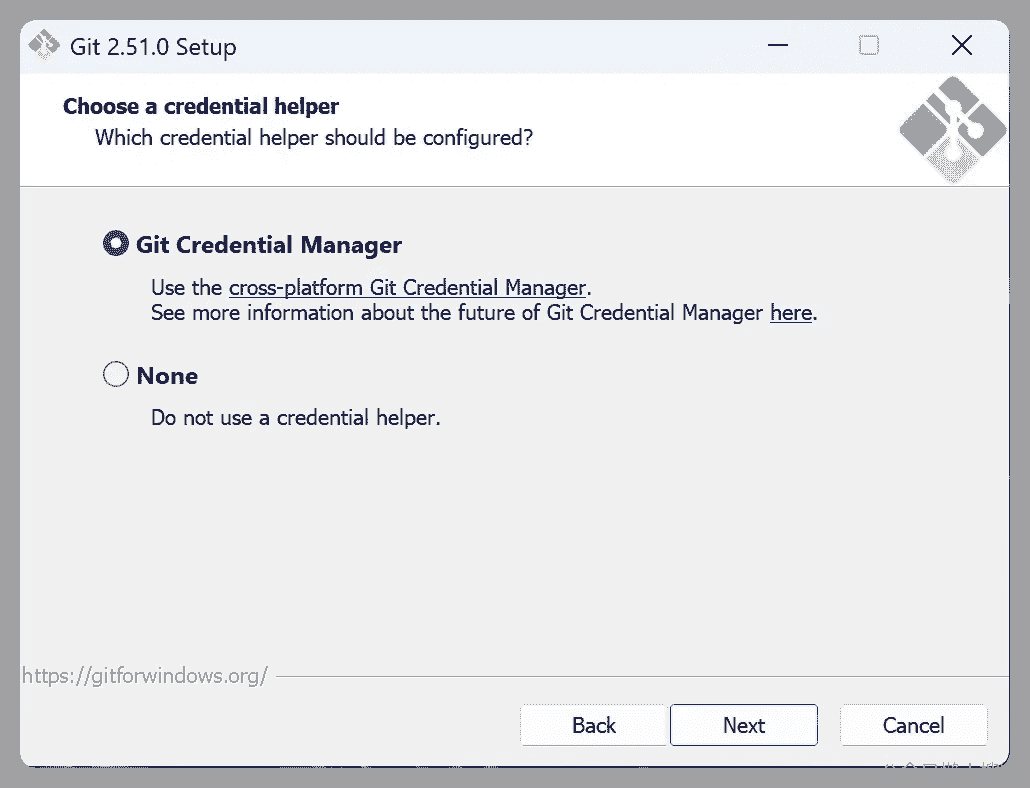 Git 2.51.0 Setup
Choose a credential helper
Which credential helper should be configured?
Git Credential Manager
Use the cross-platform Git Credential Manager.
See more information about the future of Git Credential Manager here.
None
Do not use a credential helper.
https://gitforwindows.org/
Back
Next
Cancel